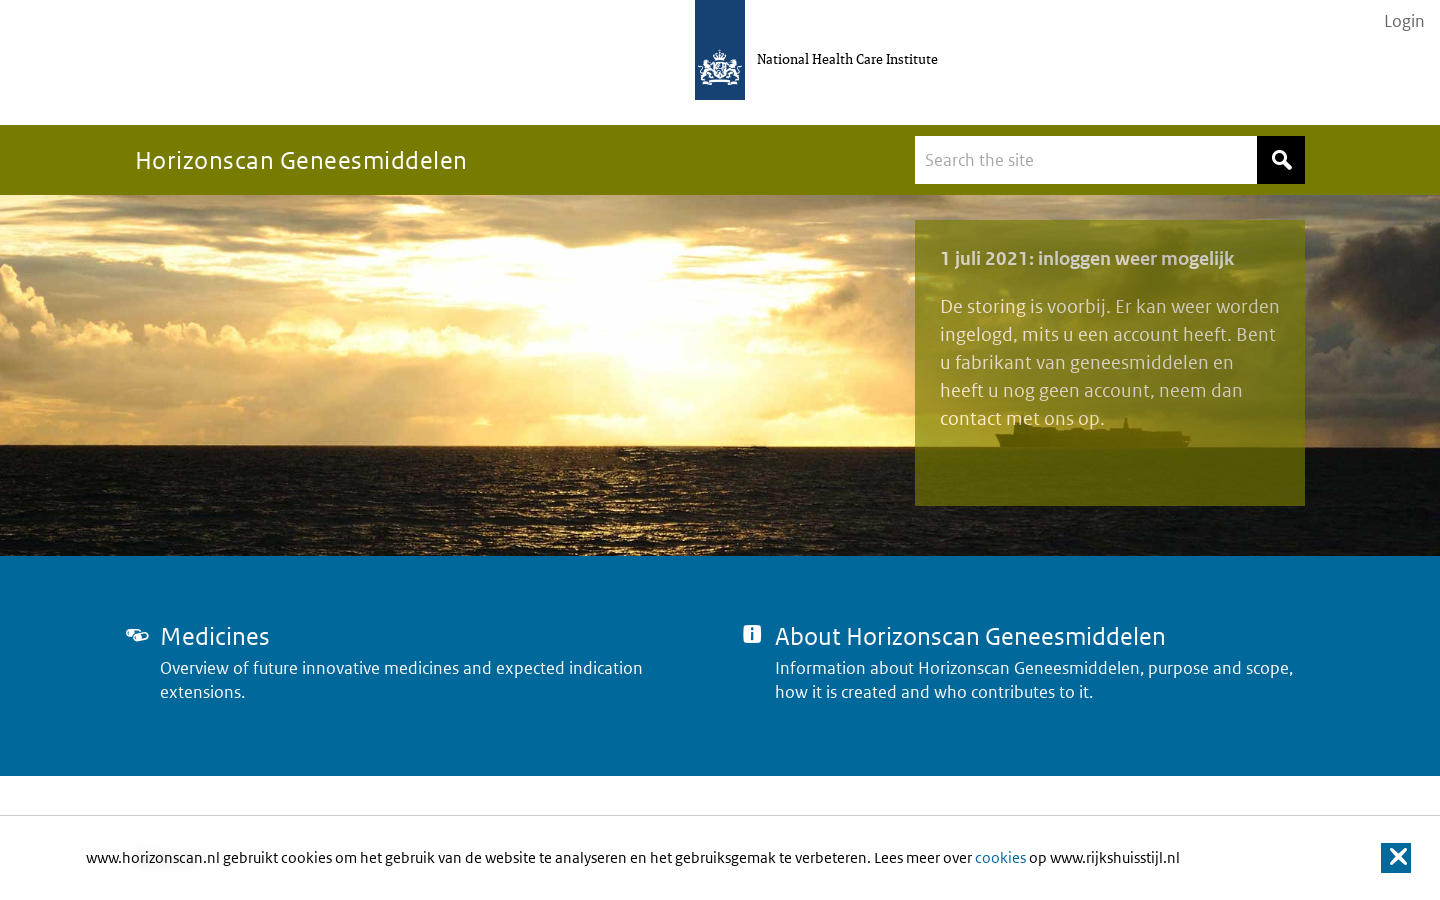 Login
National Health Care Institute
Horizonscan Geneesmiddelen
Search the site
1 juli 2021: inloggen weer mogelijk
De storing is voorbij. Er kan weer worden
ingelogd, mits u een account heeft. Bent
u fabrikant van geneesmiddelen en
heeft u nog geen account, neem dan
contact met ons op.
Medicines
Overview of future innovative medicines and expected indication
extensions.
About Horizonscan Geneesmiddelen
Information about Horizonscan Geneesmiddelen, purpose and scope,
how it is created and who contributes to it.
www.horizonscan.nl gebruikt cookies om het gebruik van de website te analyseren en het gebruiksgemak te verbeteren. Lees meer over cookies op www.rijkshuisstijl.nl